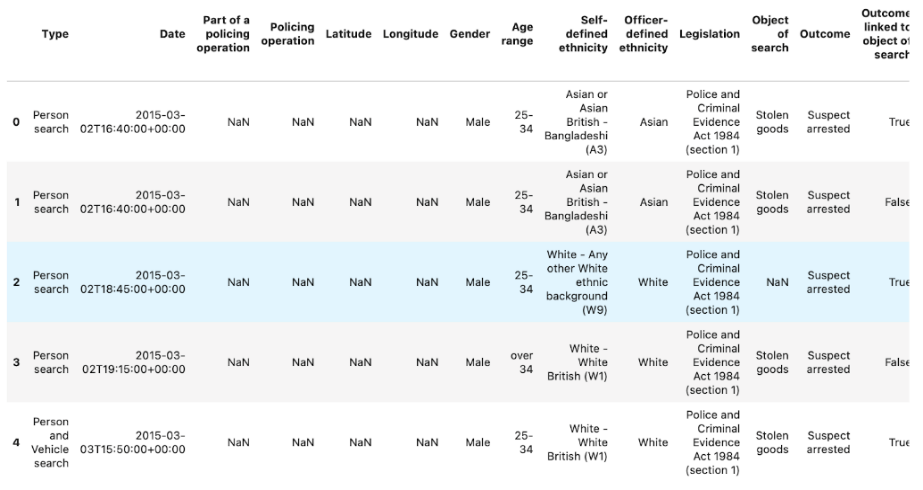 Type Date Part of a policing operation Policing operation Latitude Longitude Gender Age range Self-defined ethnicity Officer-defined ethnicity Legislation Object of search Outcome Outcome linked to object of search
0 Person search 2015-03-02T16:40:00+00:00 NaN NaN NaN NaN Male 25-34 Asian or Asian British - Bangladeshi (A3) Asian Police and Criminal Evidence Act 1984 (section 1) Stolen goods Suspect arrested True
1 Person search 2015-03-02T16:40:00+00:00 NaN NaN NaN NaN Male 25-34 Asian or Asian British - Bangladeshi (A3) Asian Police and Criminal Evidence Act 1984 (section 1) Stolen goods Suspect arrested False
2 Person search 2015-03-02T18:45:00+00:00 NaN NaN NaN NaN Male 25-34 White - Any other White ethnic background (W9) White Police and Criminal Evidence Act 1984 (section 1) NaN Suspect arrested True
3 Person search 2015-03-02T19:15:00+00:00 NaN NaN NaN NaN Male over 34 White - White British (W1) White Police and Criminal Evidence Act 1984 (section 1) Stolen goods Suspect arrested False
4 Person and Vehicle search 2015-03-03T15:50:00+00:00 NaN NaN NaN NaN Male 25-34 White - White British (W1) White Police and Criminal Evidence Act 1984 (section 1) Stolen goods Suspect arrested True